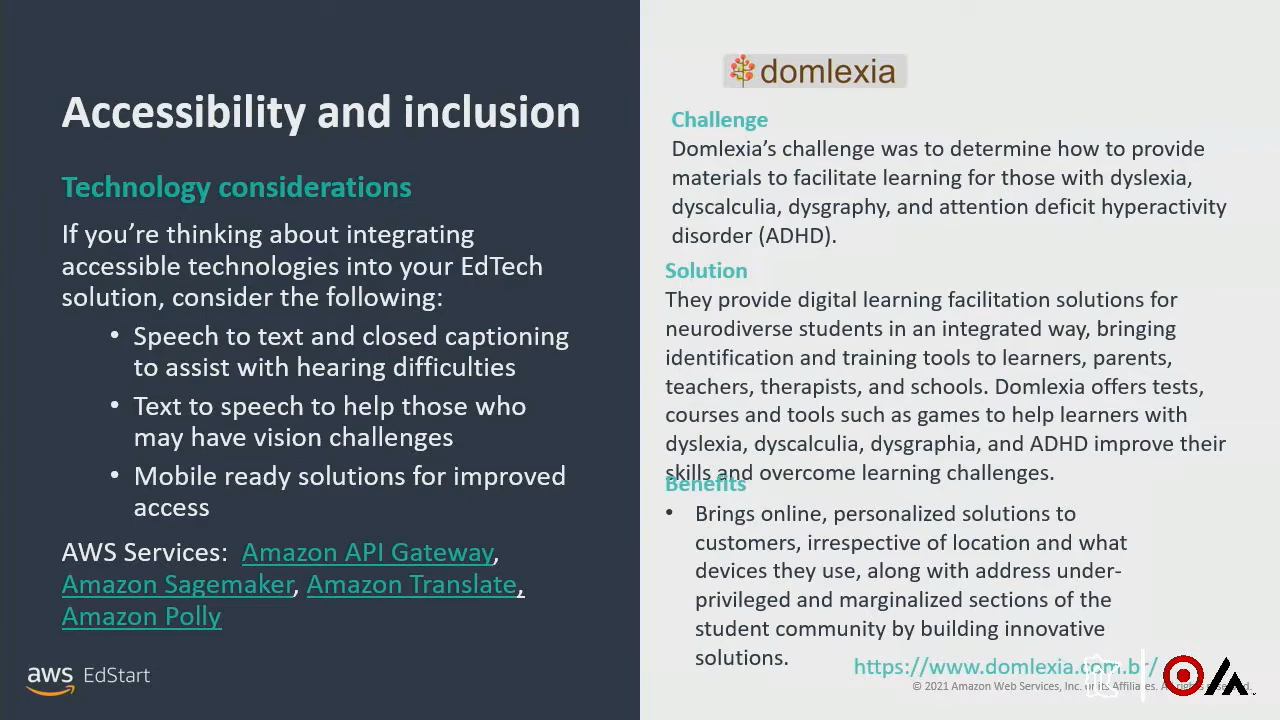 Accessibility and inclusion
Technology considerations
If you’re thinking about integrating
accessible technologies into your EdTech
solution, consider the following:
• Speech to text and closed captioning
to assist with hearing difficulties
• Text to speech to help those who
may have vision challenges
• Mobile ready solutions for improved
access
AWS Services: Amazon API Gateway,
Amazon Sagemaker, Amazon Translate,
Amazon Polly
aws EdStart
domlexia
Challenge
Domlexia’s challenge was to determine how to provide
materials to facilitate learning for those with dyslexia,
dyscalculia, dysgraphy, and attention deficit hyperactivity
disorder (ADHD).
Solution
They provide digital learning facilitation solutions for
neurodiverse students in an integrated way, bringing
identification and training tools to learners, parents,
teachers, therapists, and schools. Domlexia offers tests,
courses and tools such as games to help learners with
dyslexia, dyscalculia, dysgraphia, and ADHD improve their
skills and overcome learning challenges.
Benefits
• Brings online, personalized solutions to
customers, irrespective of location and what
devices they use, along with address under-
privileged and marginalized sections of the
student community by building innovative
solutions.
https://www.domlexia.com.br/
© 2021 Amazon Web Services, Inc. or its Affiliates. All rights reserved.